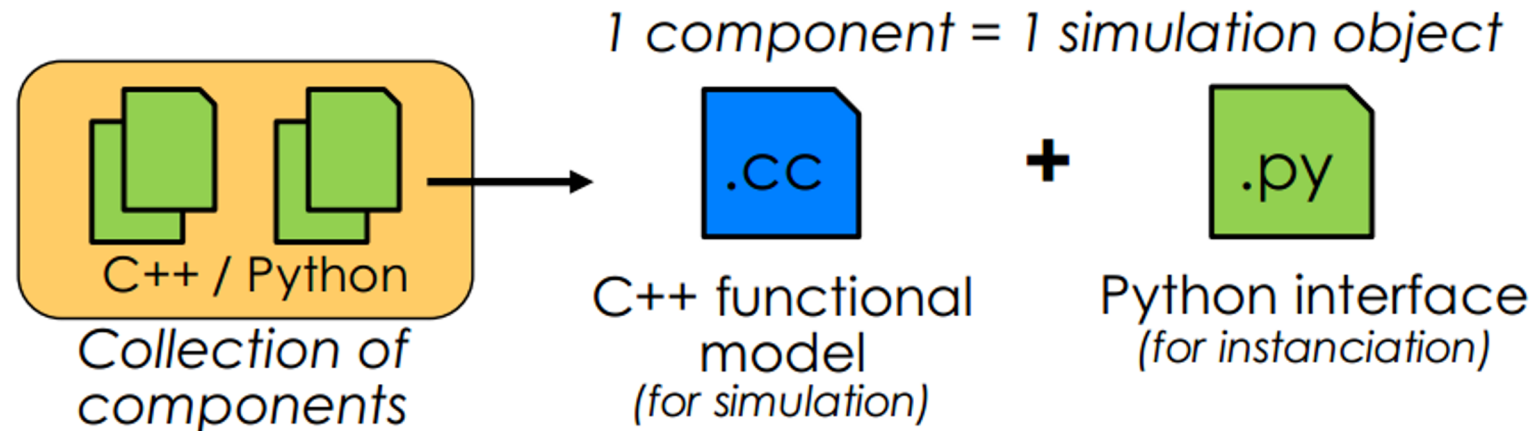 1 component = 1 simulation object
.cc
+
.py
C++ / Python
Collection of
components
C++ functional
model
(for simulation)
Python interface
(for instanciation)